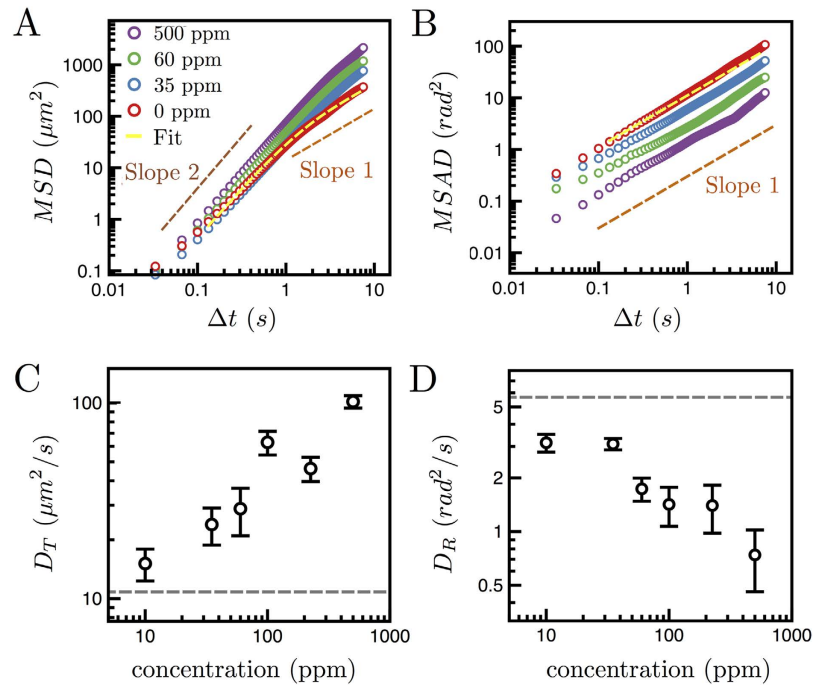 A
500 ppm
60 ppm
35 ppm
0 ppm
Fit
Slope 2
Slope 1
MSD (μm²)
1000
100
10
1
0.1
0.01
0.1
1
10
Δt (s)
B
Slope 1
MSAD (rad²)
100
10
1
0.1
0.01
0.01
0.1
1
10
Δt (s)
C
D_T (μm²/s)
100
10
10
100
1000
concentration (ppm)
D
D_R (rad²/s)
5
2
1
0.5
10
100
1000
concentration (ppm)